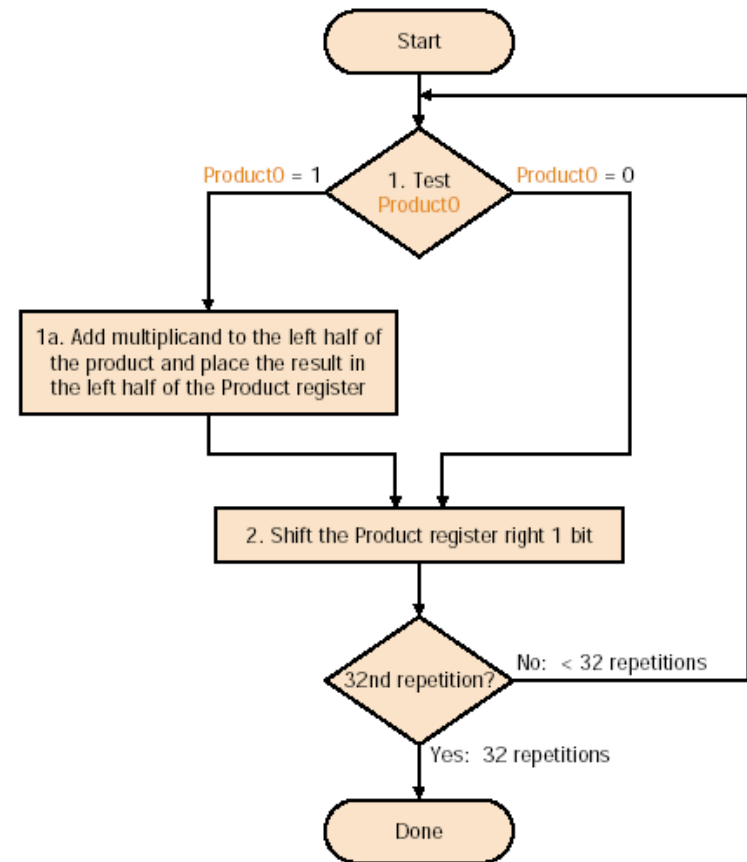 Start
Product0 = 1
1. Test
Product0
Product0 = 0
1a. Add multiplicand to the left half of
the product and place the result in
the left half of the Product register
2. Shift the Product register right 1 bit
32nd repetition?
No: < 32 repetitions
Yes: 32 repetitions
Done